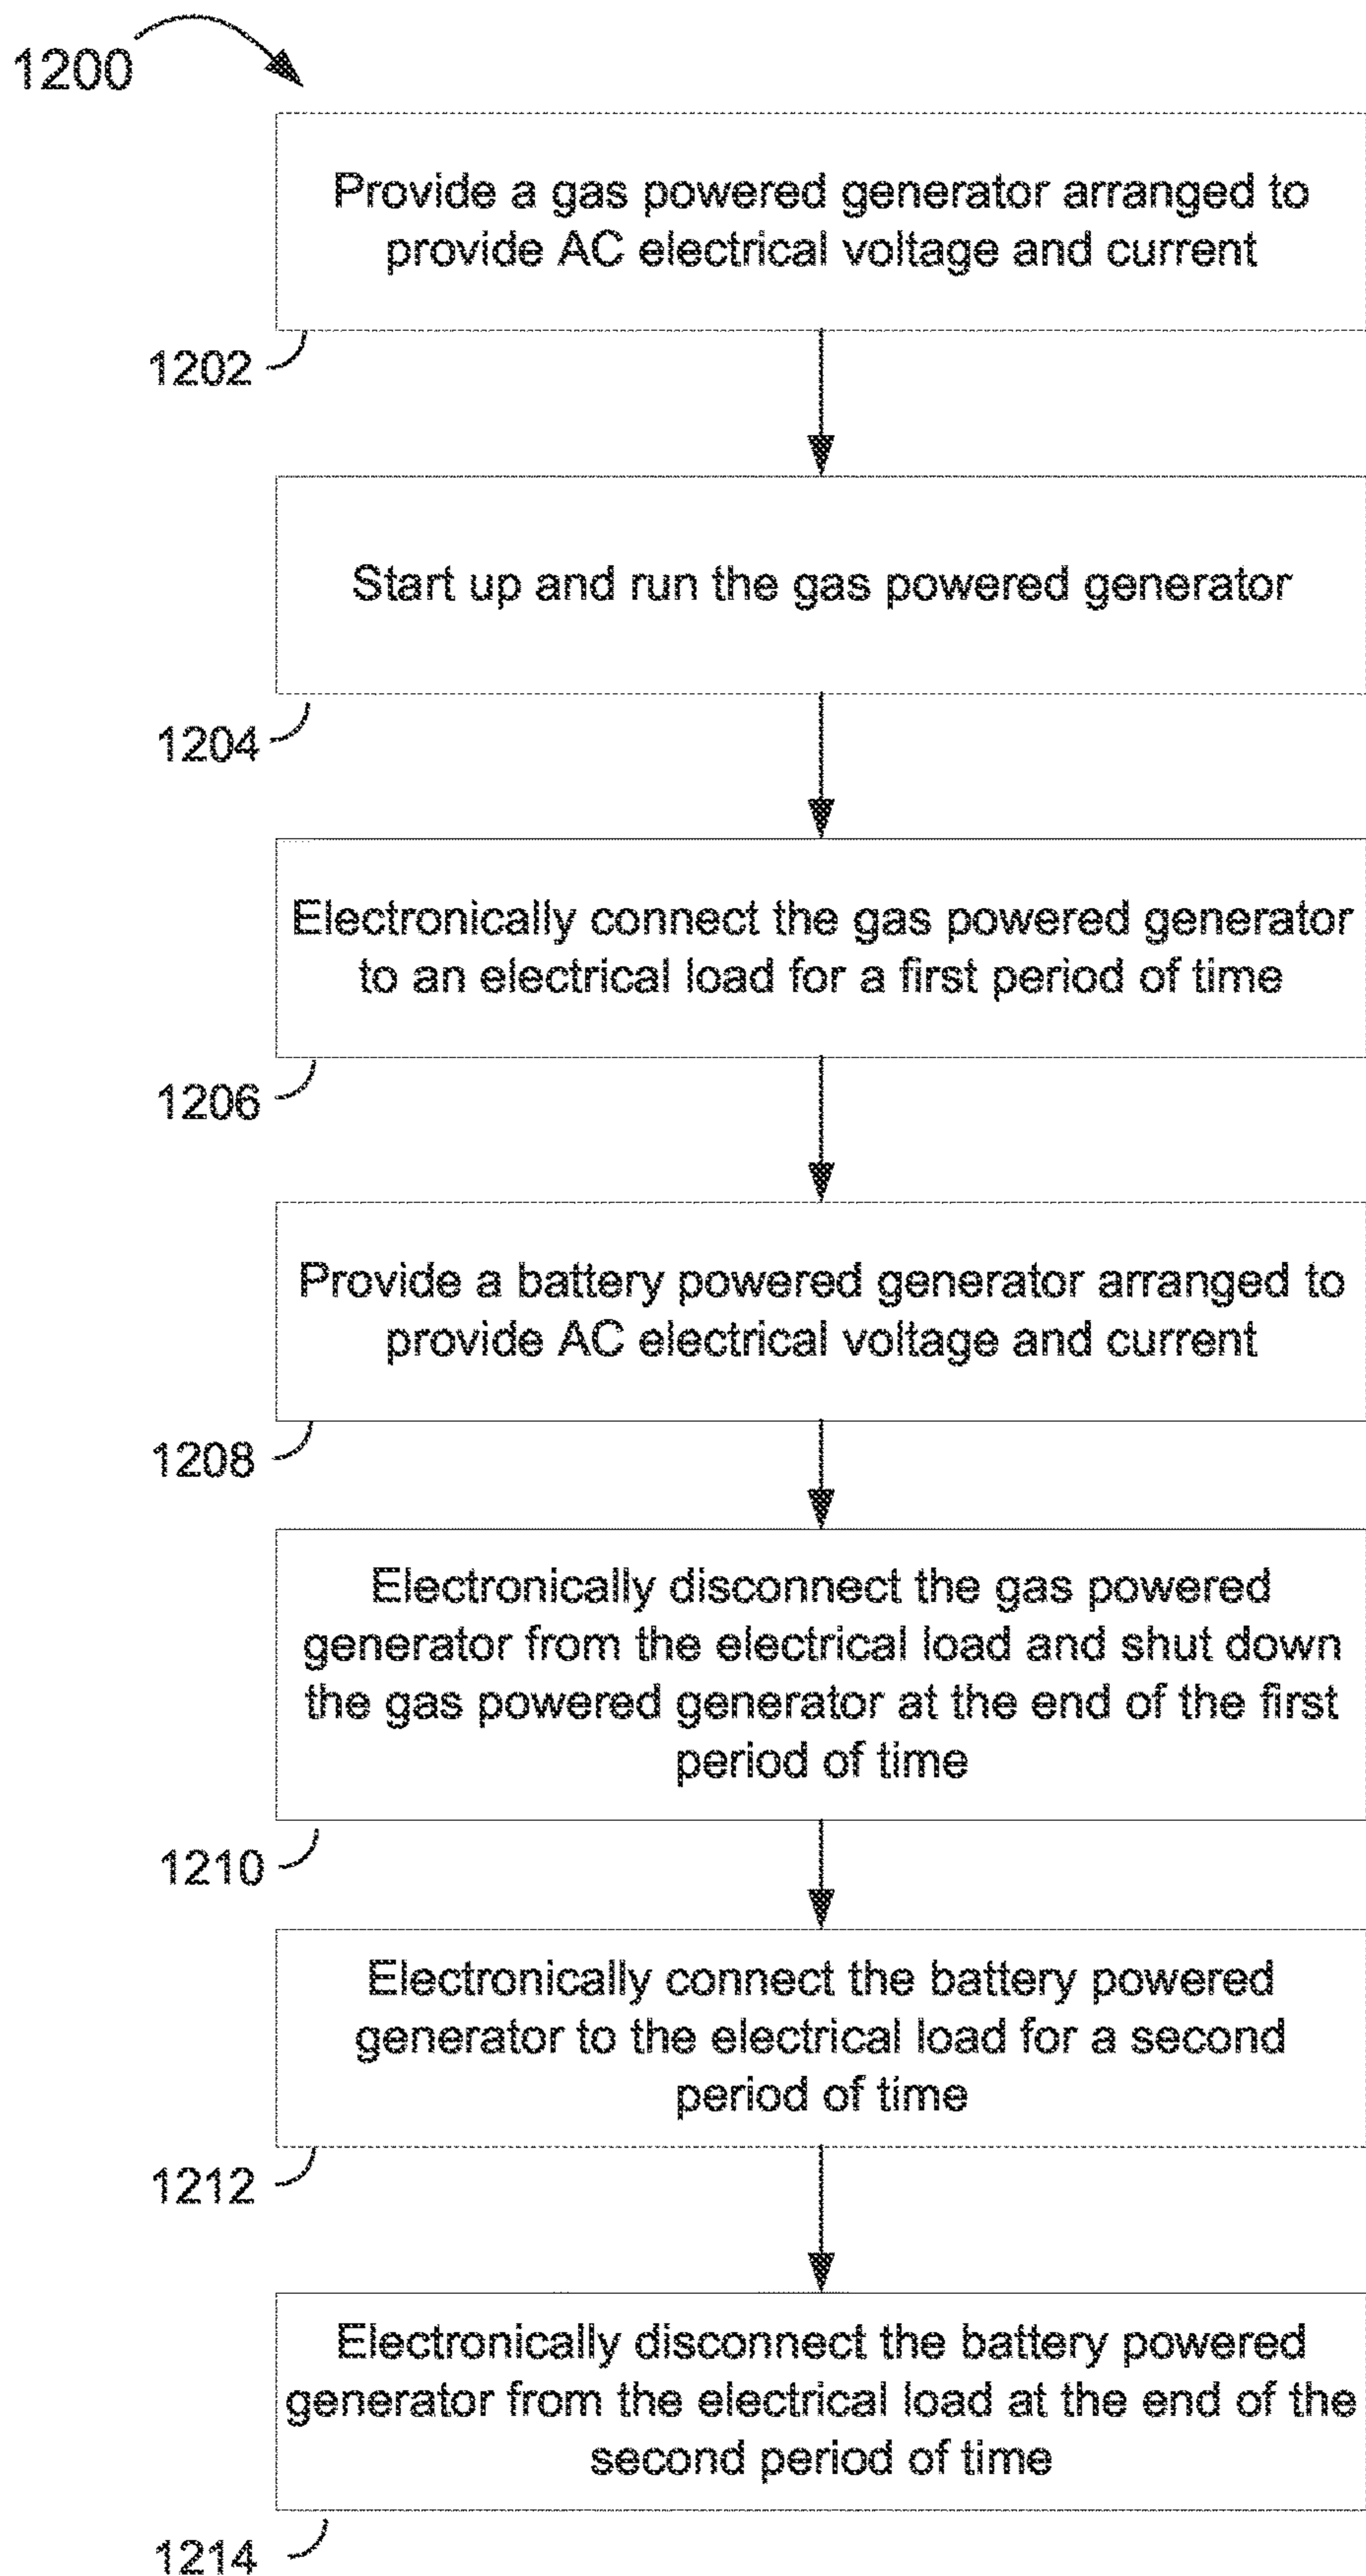 1200
Provide a gas powered generator arranged to
provide AC electrical voltage and current
1202
Start up and run the gas powered generator
1204
Electronically connect the gas powered generator
to an electrical load for a first period of time
1206
Provide a battery powered generator arranged to
provide AC electrical voltage and current
1208
Electronically disconnect the gas powered
generator from the electrical load and shut down
the gas powered generator at the end of the first
period of time
1210
Electronically connect the battery powered
generator to the electrical load for a second
period of time
1212
Electronically disconnect the battery powered
generator from the electrical load at the end of the
second period of time
1214